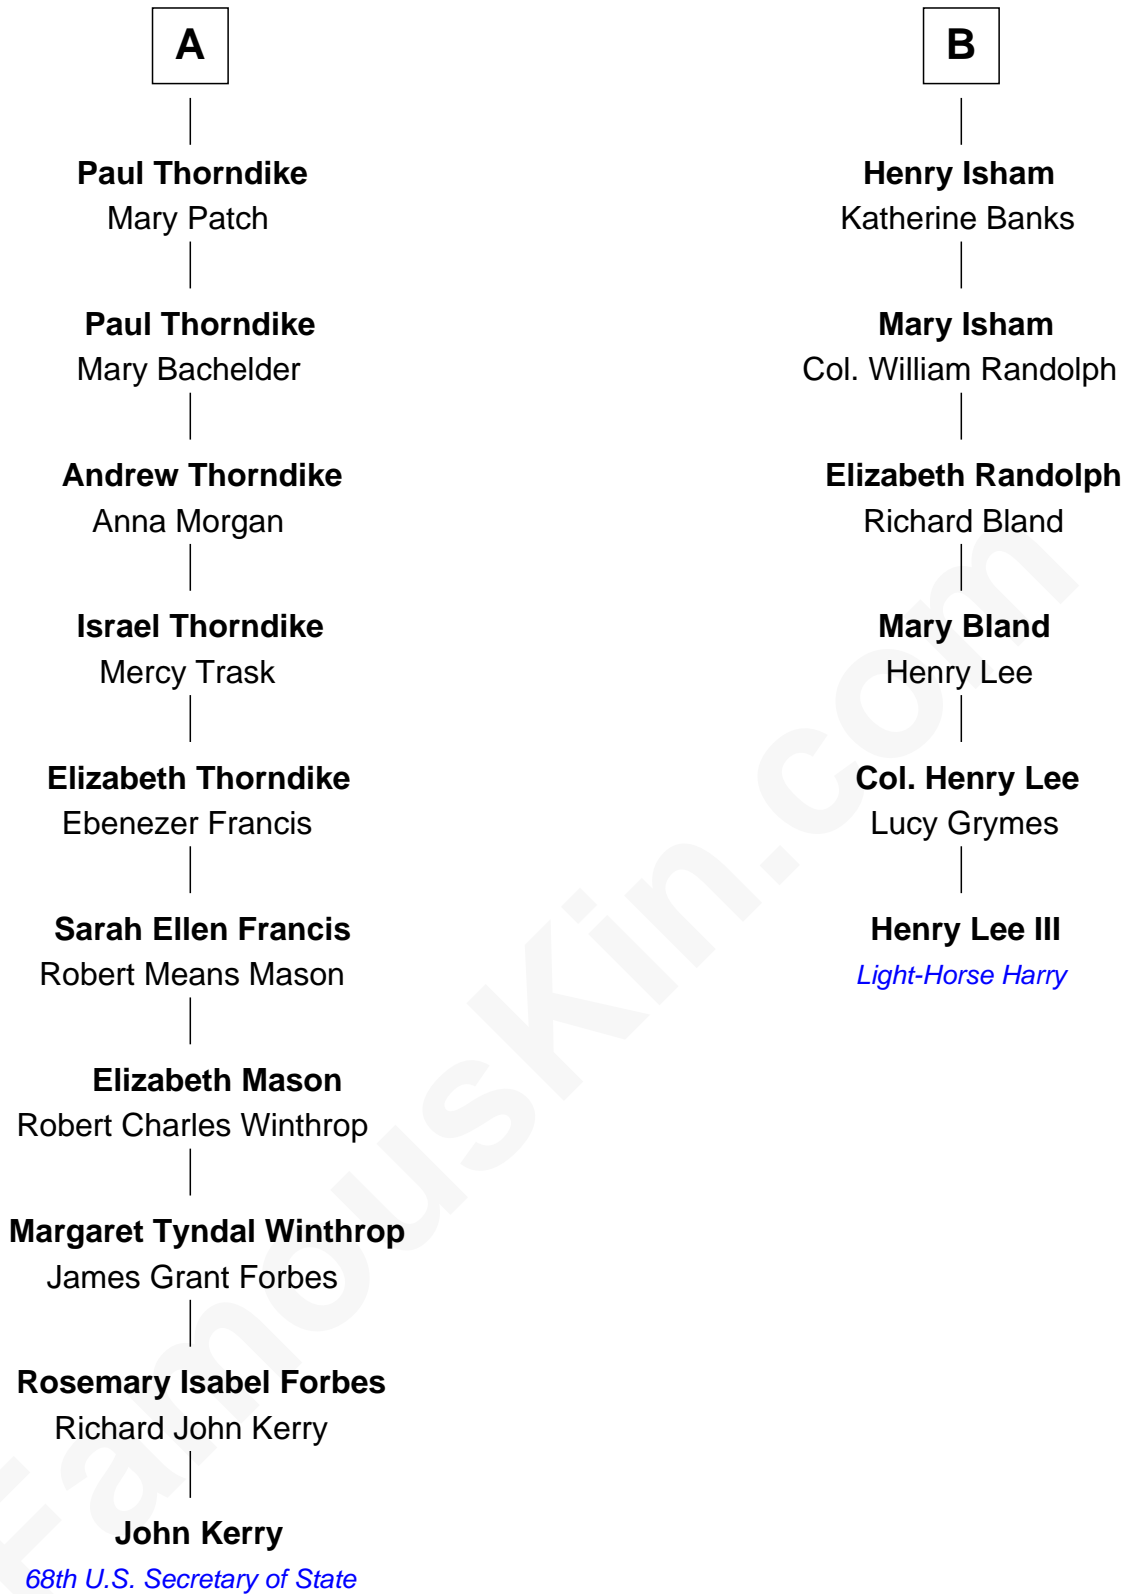 A
Paul Thorndike
Mary Patch
Paul Thorndike
Mary Bachelder
Andrew Thorndike
Anna Morgan
Israel Thorndike
Mercy Trask
Elizabeth Thorndike
Ebenezer Francis
Sarah Ellen Francis
Robert Means Mason
Elizabeth Mason
Robert Charles Winthrop
Margaret Tyndal Winthrop
James Grant Forbes
Rosemary Isabel Forbes
Richard John Kerry
John Kerry
68th U.S. Secretary of State
B
Henry Isham
Katherine Banks
Mary Isham
Col. William Randolph
Elizabeth Randolph
Richard Bland
Mary Bland
Henry Lee
Col. Henry Lee
Lucy Grymes
Henry Lee III
Light-Horse Harry
FamousKin.com